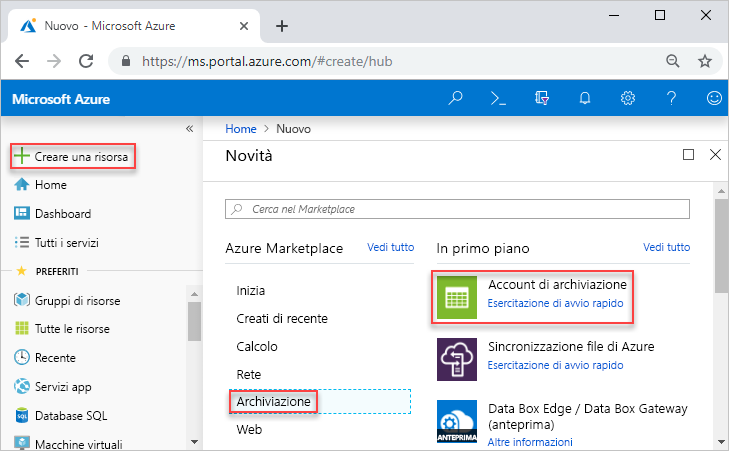 Nuovo - Microsoft Azure
https://ms.portal.azure.com/#create/hub
Microsoft Azure
Creare una risorsa
Home
Dashboard
Tutti i servizi
PREFERITI
Gruppi di risorse
Tutte le risorse
Recente
Servizi app
Database SQL
Macchine virtuali
Home > Nuovo
Novità
Cerca nel Marketplace
Azure Marketplace Vedi tutto
Inizia
Creati di recente
Calcolo
Rete
Archiviazione
Web
In primo piano Vedi tutto
Account di archiviazione
Esercitazione di avvio rapido
Sincronizzazione file di Azure
Esercitazione di avvio rapido
ANTEPRIMA
Data Box Edge / Data Box Gateway
(anteprima)
Altre informazioni